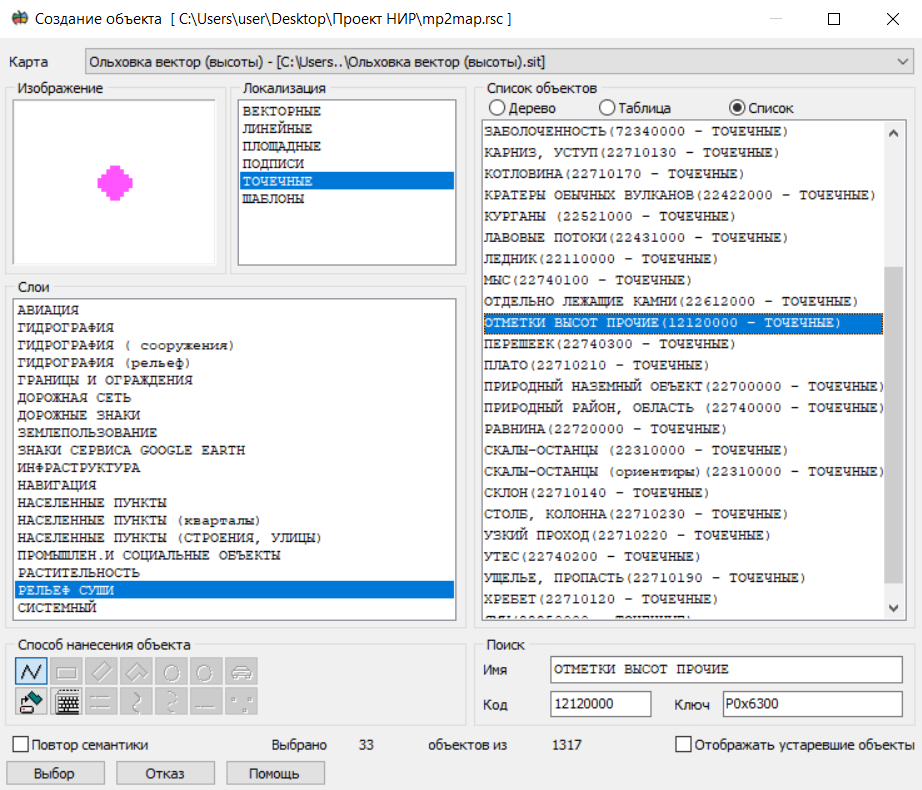 Создание объекта [ C:\Users\user\Desktop\Проект НИР\mp2map.rsc ]
Карта
Ольховка вектор (высоты) - [C:\Users..\Ольховка вектор (высоты).sit]
Изображение
Локализация
ВЕКТОРНЫЕ
ЛИНЕЙНЫЕ
ПЛОЩАДНЫЕ
ПОДПИСИ
ТОЧЕЧНЫЕ
ШАБЛОНЫ
Слои
АВИАЦИЯ
ГИДРОГРАФИЯ
ГИДРОГРАФИЯ ( сооружения)
ГИДРОГРАФИЯ (рельеф)
ГРАНИЦЫ И ОГРАЖДЕНИЯ
ДОРОЖНАЯ СЕТЬ
ДОРОЖНЫЕ ЗНАКИ
ЗЕМЛЕПОЛЬЗОВАНИЕ
ЗНАКИ СЕРВИСА GOOGLE EARTH
ИНФРАСТРУКТУРА
НАВИГАЦИЯ
НАСЕЛЕННЫЕ ПУНКТЫ
НАСЕЛЕННЫЕ ПУНКТЫ (кварталы)
НАСЕЛЕННЫЕ ПУНКТЫ (СТРОЕНИЯ, УЛИЦЫ)
ПРОМЫШЛЕН.И СОЦИАЛЬНЫЕ ОБЪЕКТЫ
РАСТИТЕЛЬНОСТЬ
РЕЛЬЕФ СУШИ
СИСТЕМНЫЙ
Список объектов
Дерево Таблица Список
ЗАБОЛОЧЕННОСТЬ(72340000 - ТОЧЕЧНЫЕ)
КАРНИЗ, УСТУП(22710130 - ТОЧЕЧНЫЕ)
КОТЛОВИНА(22710170 - ТОЧЕЧНЫЕ)
КРАТЕРЫ ОБЫЧНЫХ ВУЛКАНОВ(22422000 - ТОЧЕЧНЫЕ)
КУРГАНЫ (22521000 - ТОЧЕЧНЫЕ)
ЛАВОВЫЕ ПОТОКИ(22431000 - ТОЧЕЧНЫЕ)
ЛЕДНИК(22110000 - ТОЧЕЧНЫЕ)
МЫС(22740100 - ТОЧЕЧНЫЕ)
ОТДЕЛЬНО ЛЕЖАЩИЕ КАМНИ(22612000 - ТОЧЕЧНЫЕ)
ОТМЕТКИ ВЫСОТ ПРОЧИЕ(12120000 - ТОЧЕЧНЫЕ)
ПЕРЕШЕЕК(22740300 - ТОЧЕЧНЫЕ)
ПЛАТО(22710210 - ТОЧЕЧНЫЕ)
ПРИРОДНЫЙ НАЗЕМНЫЙ ОБЪЕКТ(22700000 - ТОЧЕЧНЫЕ)
ПРИРОДНЫЙ РАЙОН, ОБЛАСТЬ (22740000 - ТОЧЕЧНЫЕ)
РАВНИНА(22720000 - ТОЧЕЧНЫЕ)
СКАЛЫ-ОСТАНЦЫ (22310000 - ТОЧЕЧНЫЕ)
СКАЛЫ-ОСТАНЦЫ (ориентиры)(22310000 - ТОЧЕЧНЫЕ)
СКЛОН(22710140 - ТОЧЕЧНЫЕ)
СТОЛБ, КОЛОННА(22710230 - ТОЧЕЧНЫЕ)
УЗКИЙ ПРОХОД(22710220 - ТОЧЕЧНЫЕ)
УТЕС(22740200 - ТОЧЕЧНЫЕ)
УЩЕЛЬЕ, ПРОПАСТЬ(22710190 - ТОЧЕЧНЫЕ)
ХРЕБЕТ(22710120 - ТОЧЕЧНЫЕ)
Способ нанесения объекта
Поиск
Имя ОТМЕТКИ ВЫСОТ ПРОЧИЕ
Код 12120000 Ключ P0x6300
Повтор семантики Выбрано 33 объектов из 1317 Отображать устаревшие объекты
Выбор Отказ Помощь